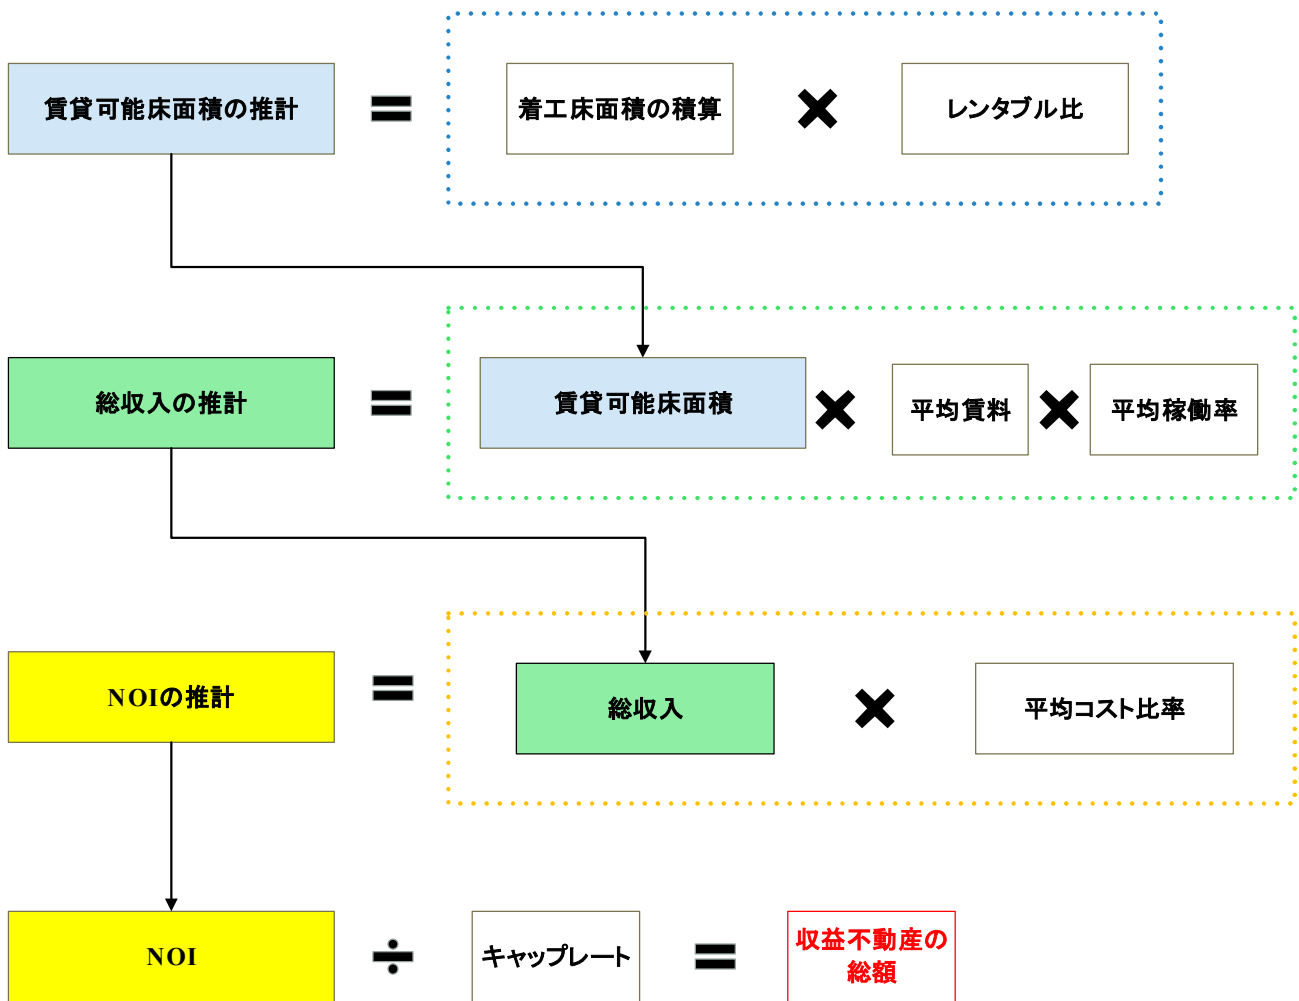 賃貸可能床面積の推計
=
着工床面積の積算
×
レンタブル比
総収入の推計
=
賃貸可能床面積
×
平均賃料
×
平均稼働率
NOIの推計
=
総収入
×
平均コスト比率
NOI
÷
キャップレート
=
収益不動産の
総額